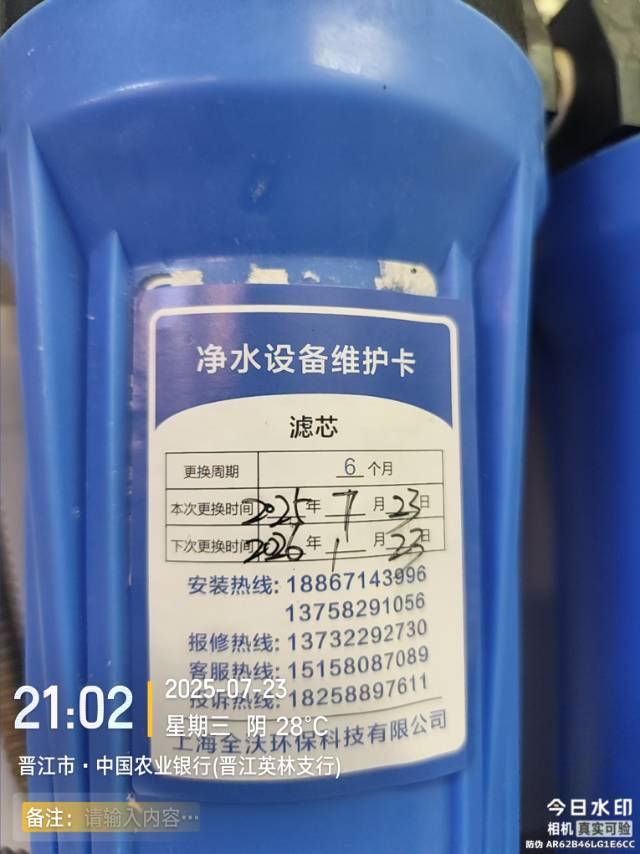 净水设备维护卡
滤芯
更换周期 6 个月
本次更换时间 2025 年 7 月 23 日
下次更换时间 2026 年 1 月 23 日
安装热线: 18867143996
13758291056
报修热线: 13732292730
客服热线: 15158087089
投诉热线: 18258897611
上海全沃环保科技有限公司
21:02
2025-07-23
星期三 阴 28°C
晋江市·中国农业银行(晋江英林支行)
备注: 请输入内容…
今日水印
相机 真实可验
防伪 AR62B46LG1E6CC